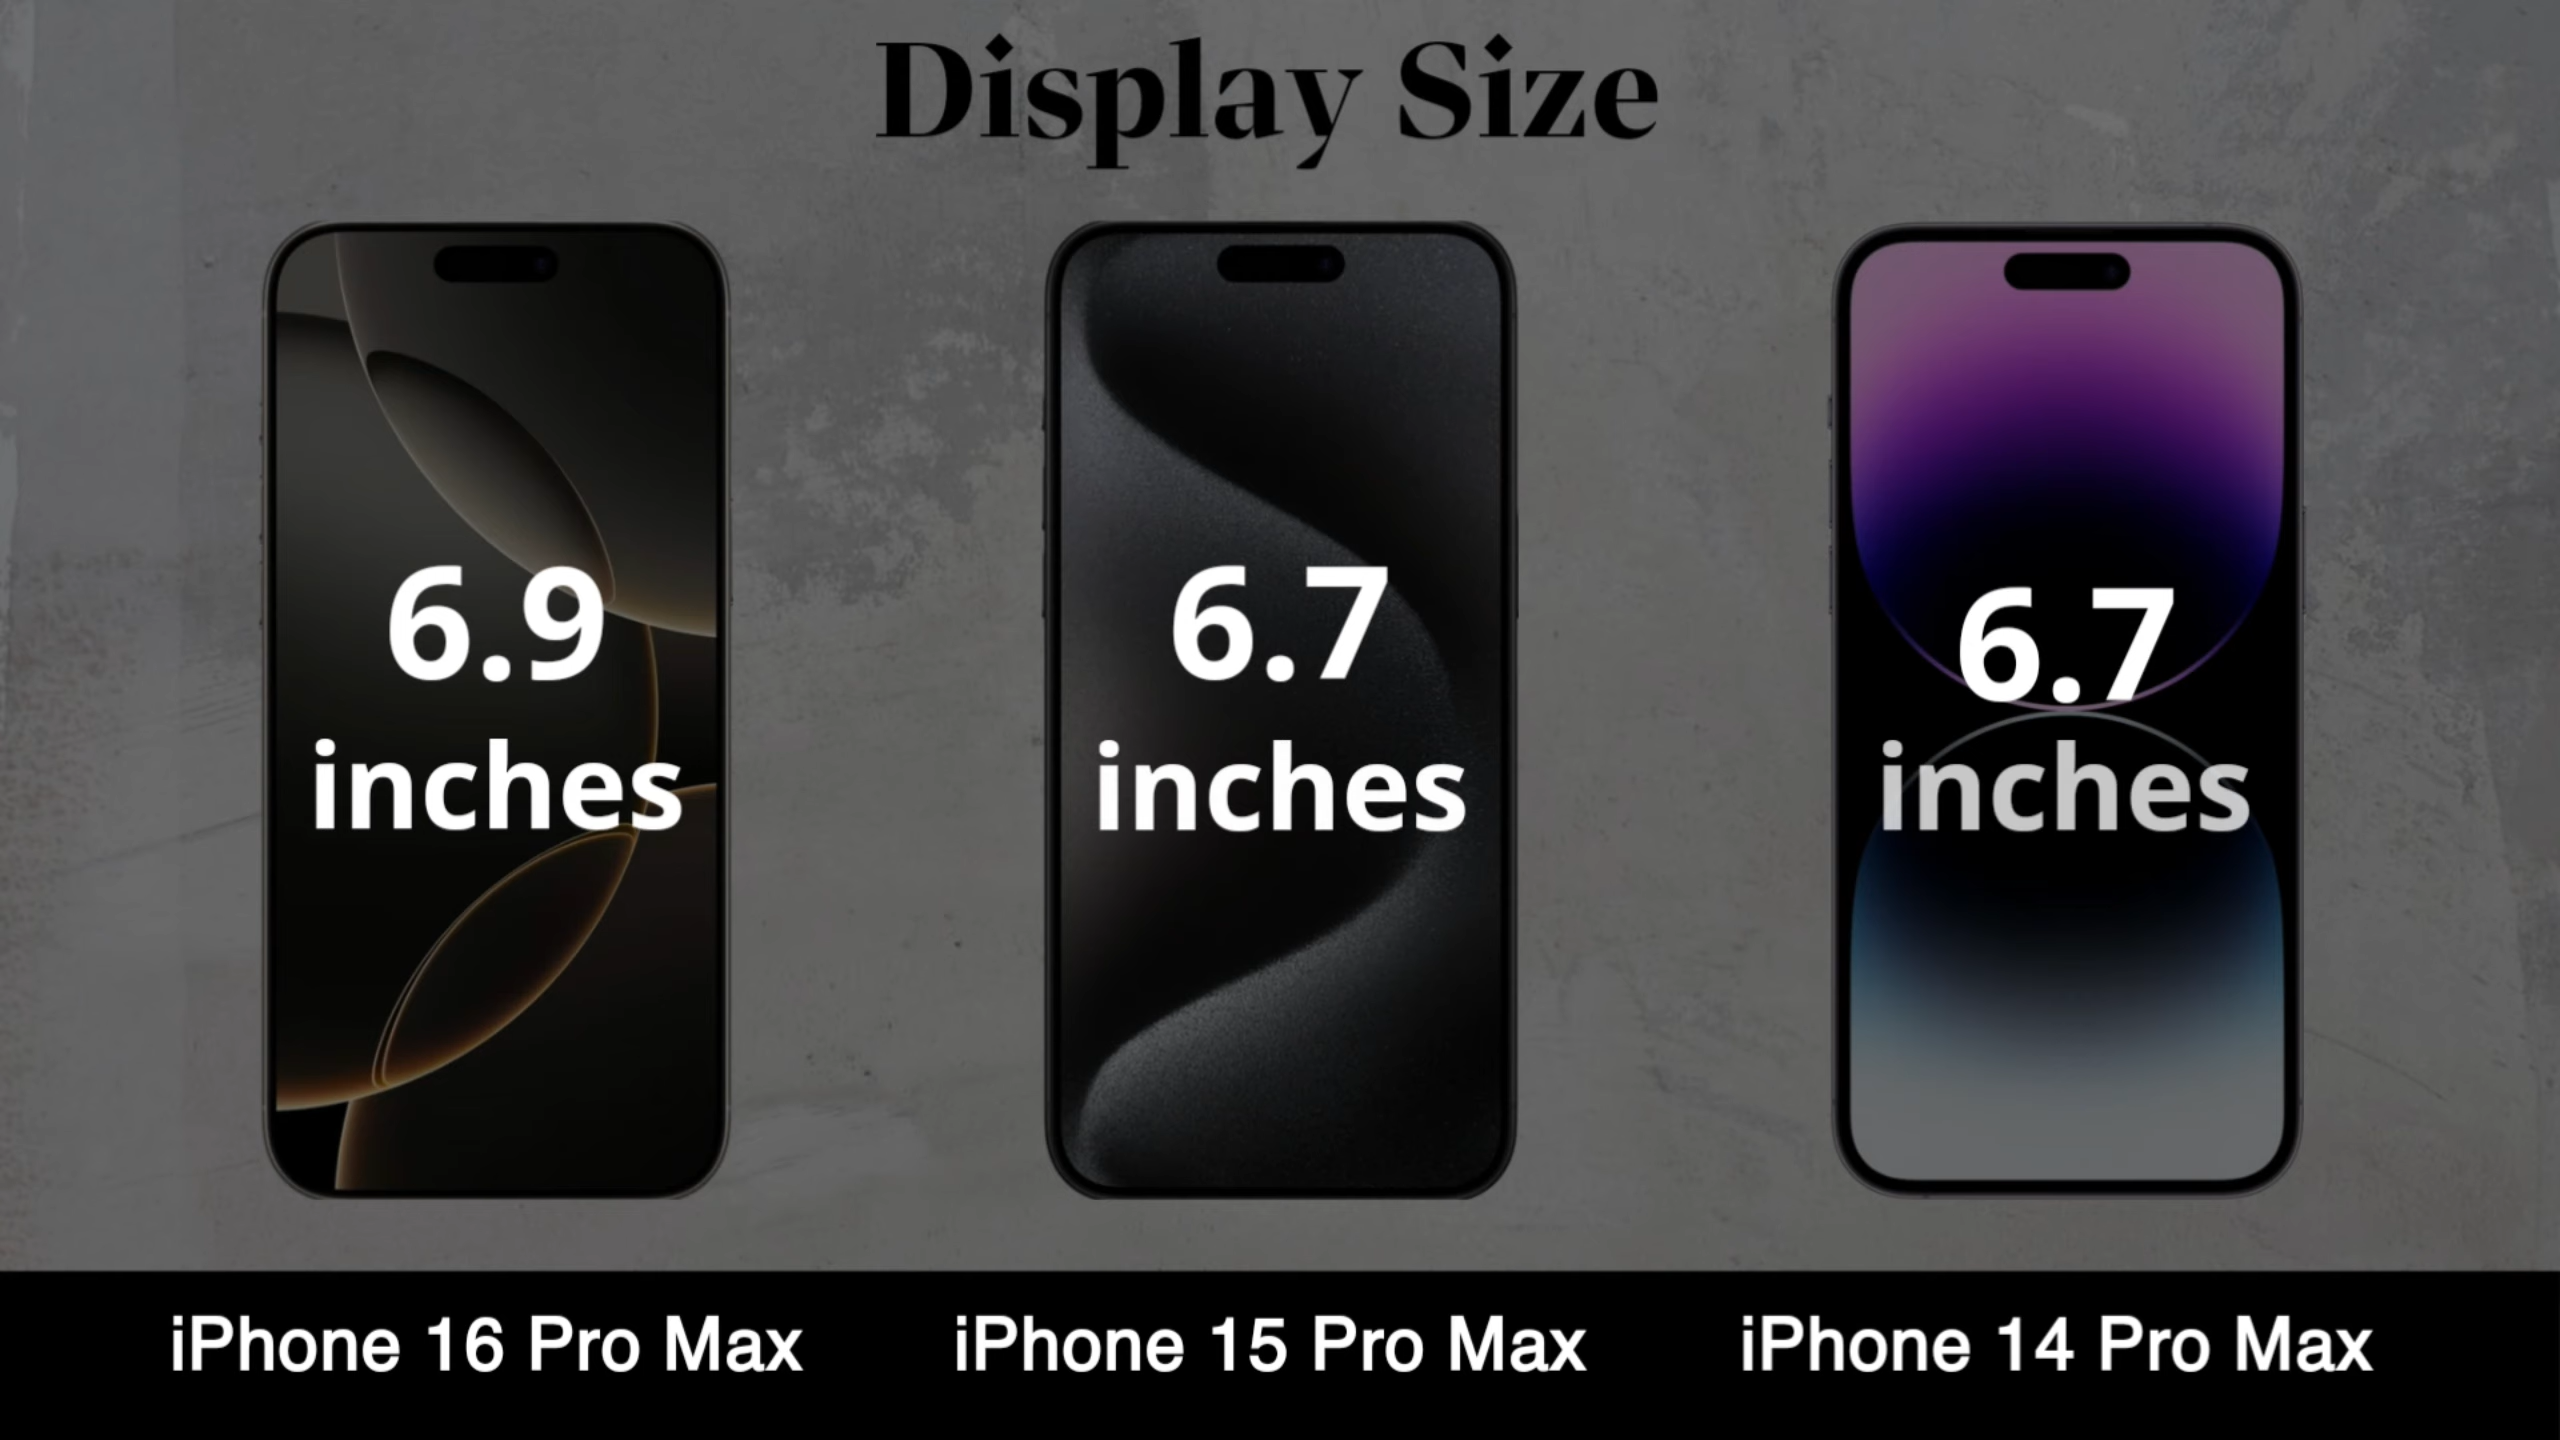 Display Size
6.9
inches
6.7
inches
6.7
inches
iPhone 16 Pro Max
iPhone 15 Pro Max
iPhone 14 Pro Max